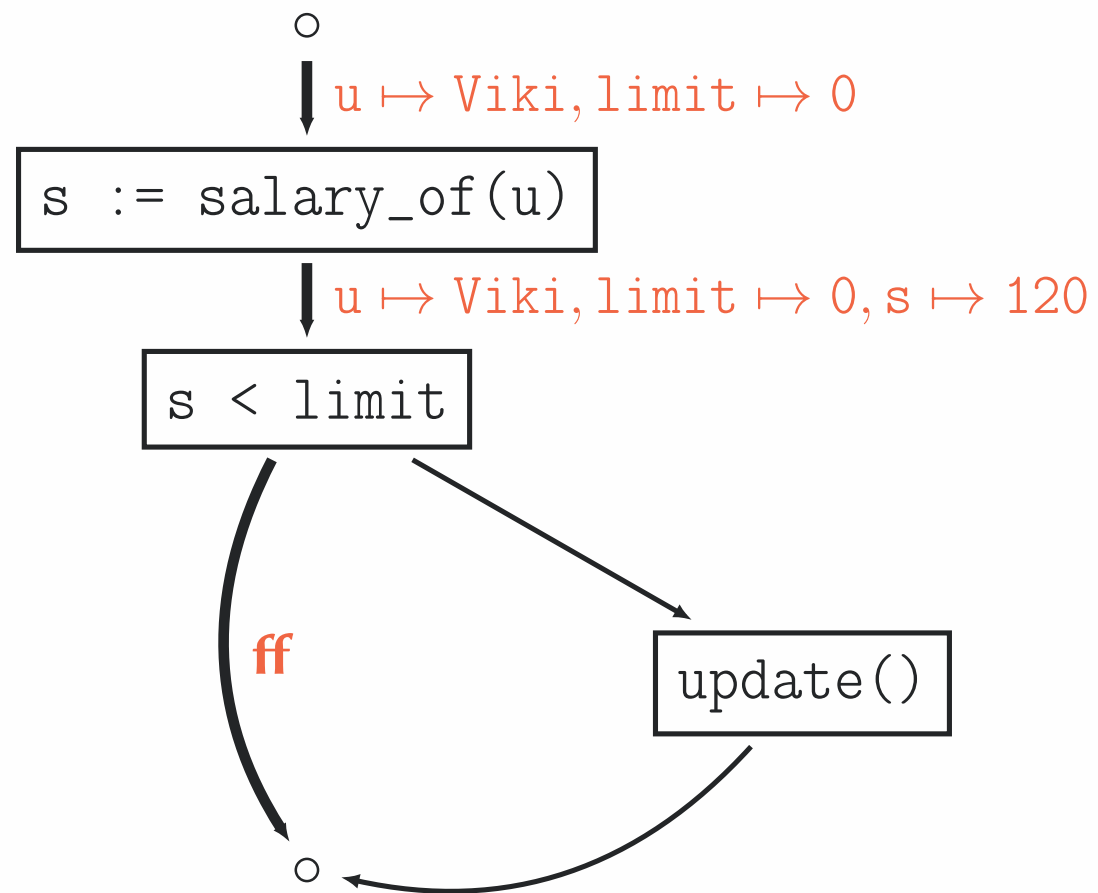 u ↦ Viki, limit ↦ 0
s := salary_of(u)
u ↦ Viki, limit ↦ 0, s ↦ 120
s < limit
ff
update()